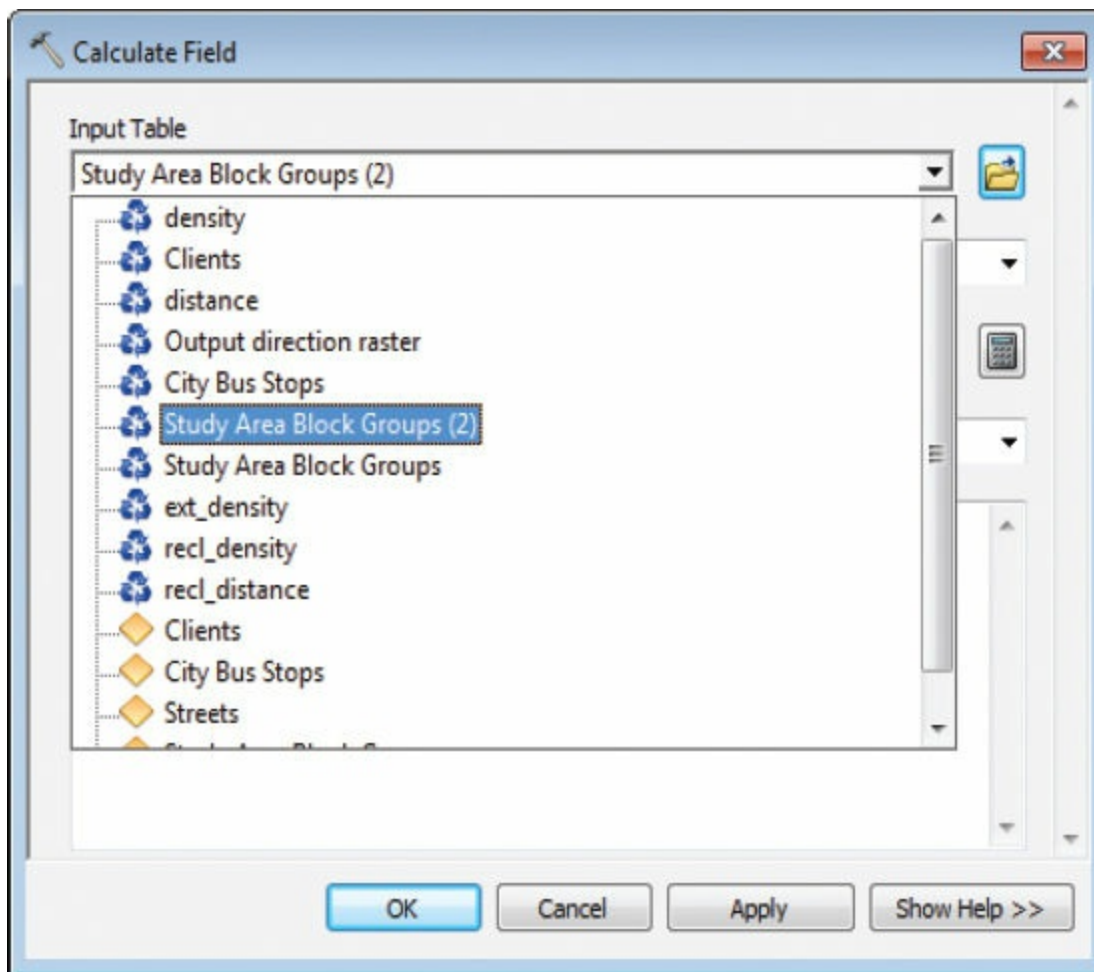 Calculate Field
Input Table
Study Area Block Groups (2)
density
Clients
distance
Output direction raster
City Bus Stops
Study Area Block Groups (2)
Study Area Block Groups
ext_density
recl_density
recl_distance
Clients
City Bus Stops
Streets
OK Cancel Apply Show Help >>